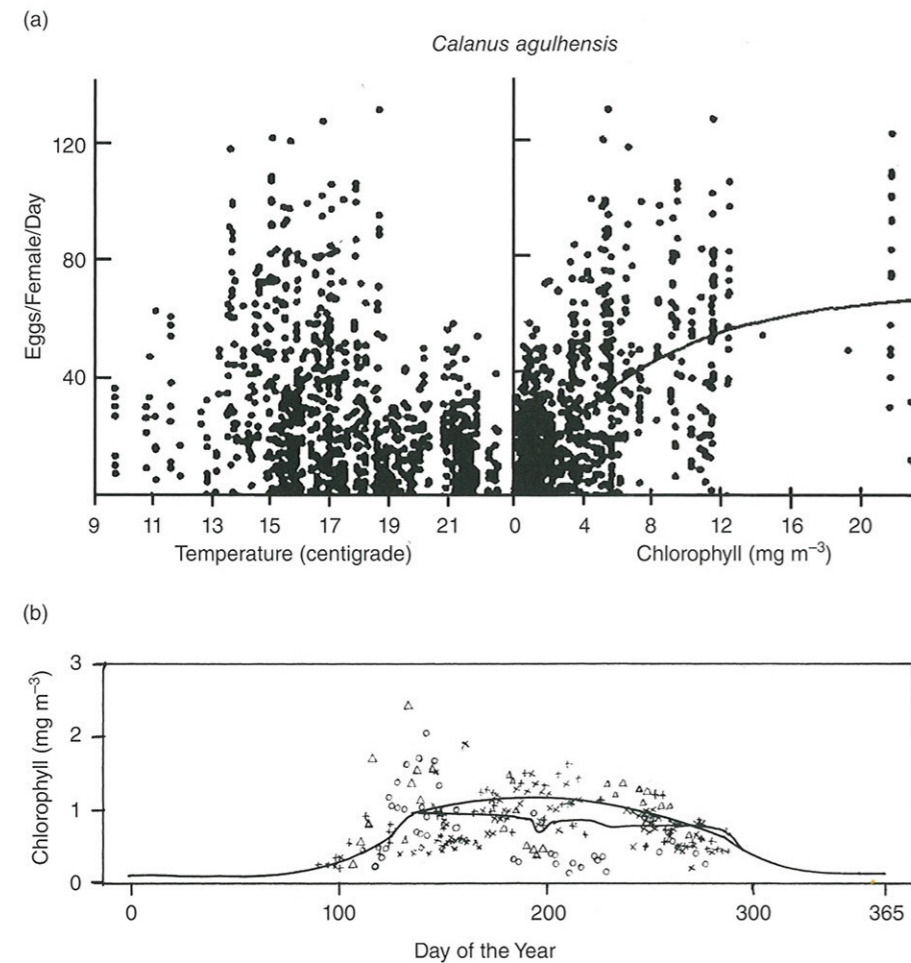 (a)
Calanus agulhensis
Eggs/Female/Day
120
80
40
9 11 13 15 17 19 21 0 4 8 12 16 20
Temperature (centigrade) Chlorophyll (mg m⁻³)
(b)
Chlorophyll (mg m⁻³)
3
2
1
0
0 100 200 300 365
Day of the Year